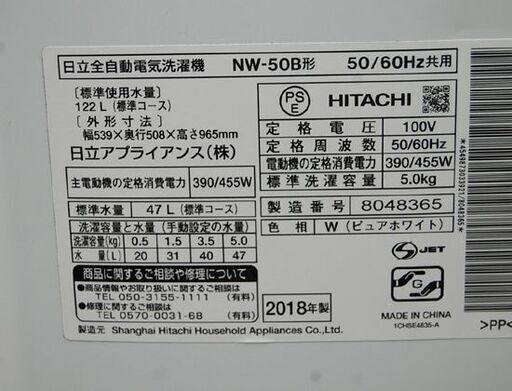 日立全自動電気洗濯機 NW-50B形 50/60Hz共用
[標準使用水量]
122L(標準コース)
[外形寸法]
幅539×奥行508×高さ965mm
日立アプライアンス(株)
主電動機の定格消費電力 390/455W
標準水量 47L(標準コース)
洗濯容量と水量(手動設定の水量)
洗濯容量(kg) 0.5 1.5 3.5 5.0
水量(L) 20 31 40 47
商品に関するご相談や修理について
●商品情報やお取り扱いに関するご相談
TEL 050-3155-1111 (有料)
●修理に関するご相談
TEL 0570-0031-68 (有料)
2018年製
製造元 Shanghai Hitachi Household Appliances Co.,Ltd.
PS E HITACHI
定格電圧 100V
定格周波数 50/60Hz
電動機の定格消費電力 390/455W
標準洗濯容量 5.0kg
製造番号 8048365
色相 W(ピュアホワイト)
S JET
G
1CHSE4835-A
>PP<